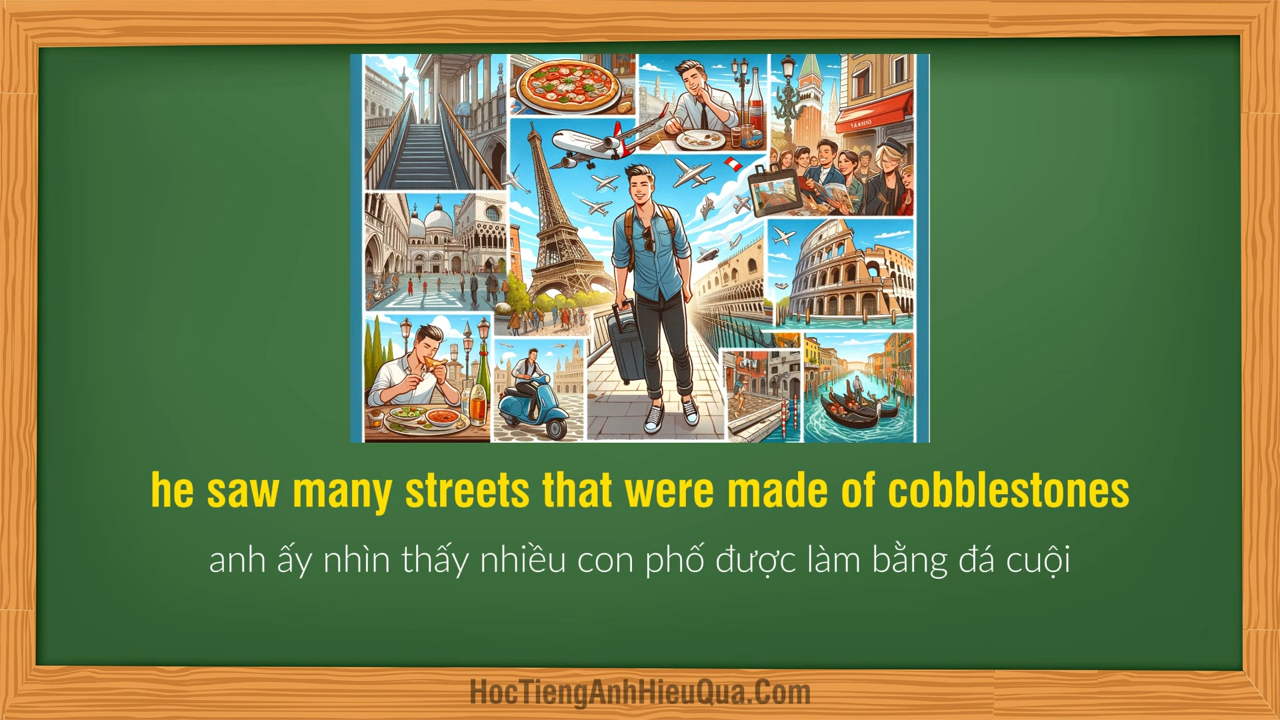 he saw many streets that were made of cobblestones
anh ấy nhìn thấy nhiều con phố được làm bằng đá cuội
HocTiengAnhHieuQua.Com